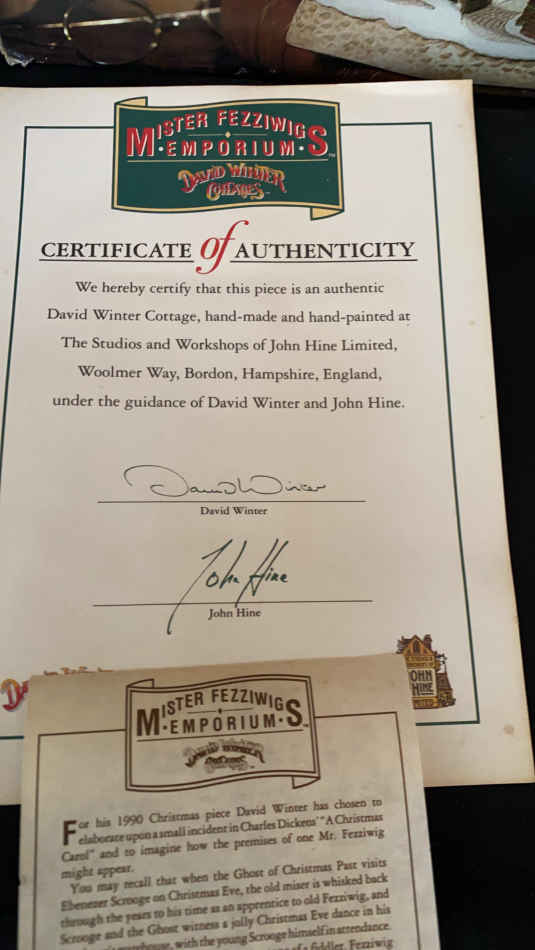 MISTER FEZZIWIGS
·EMPORIUM·
DAVID WINTER
COTTAGES™
CERTIFICATE of AUTHENTICITY
We hereby certify that this piece is an authentic
David Winter Cottage, hand-made and hand-painted at
The Studios and Workshops of John Hine Limited,
Woolmer Way, Bordon, Hampshire, England,
under the guidance of David Winter and John Hine.
David Winter
David Winter
John Hine
John Hine
JOHN
HINE
LIMITED
MISTER FEZZIWIGS
·EMPORIUM·
DAVID WINTER
COTTAGES
For his 1990 Christmas piece David Winter has chosen to
elaborate upon a small incident in Charles Dickens' "A Christmas
Carol" and to imagine how the premises of one Mr. Fezziwig
might appear.
You may recall that when the Ghost of Christmas Past visits
Ebenezer Scrooge on Christmas Eve, the old miser is whisked back
through the years to his time as an apprentice to old Fezziwig, and
Scrooge and the Ghost witness a jolly Christmas Eve dance in his
warehouse, with the young Scrooge himself in attendance.
of a fiddler, Fezziwig